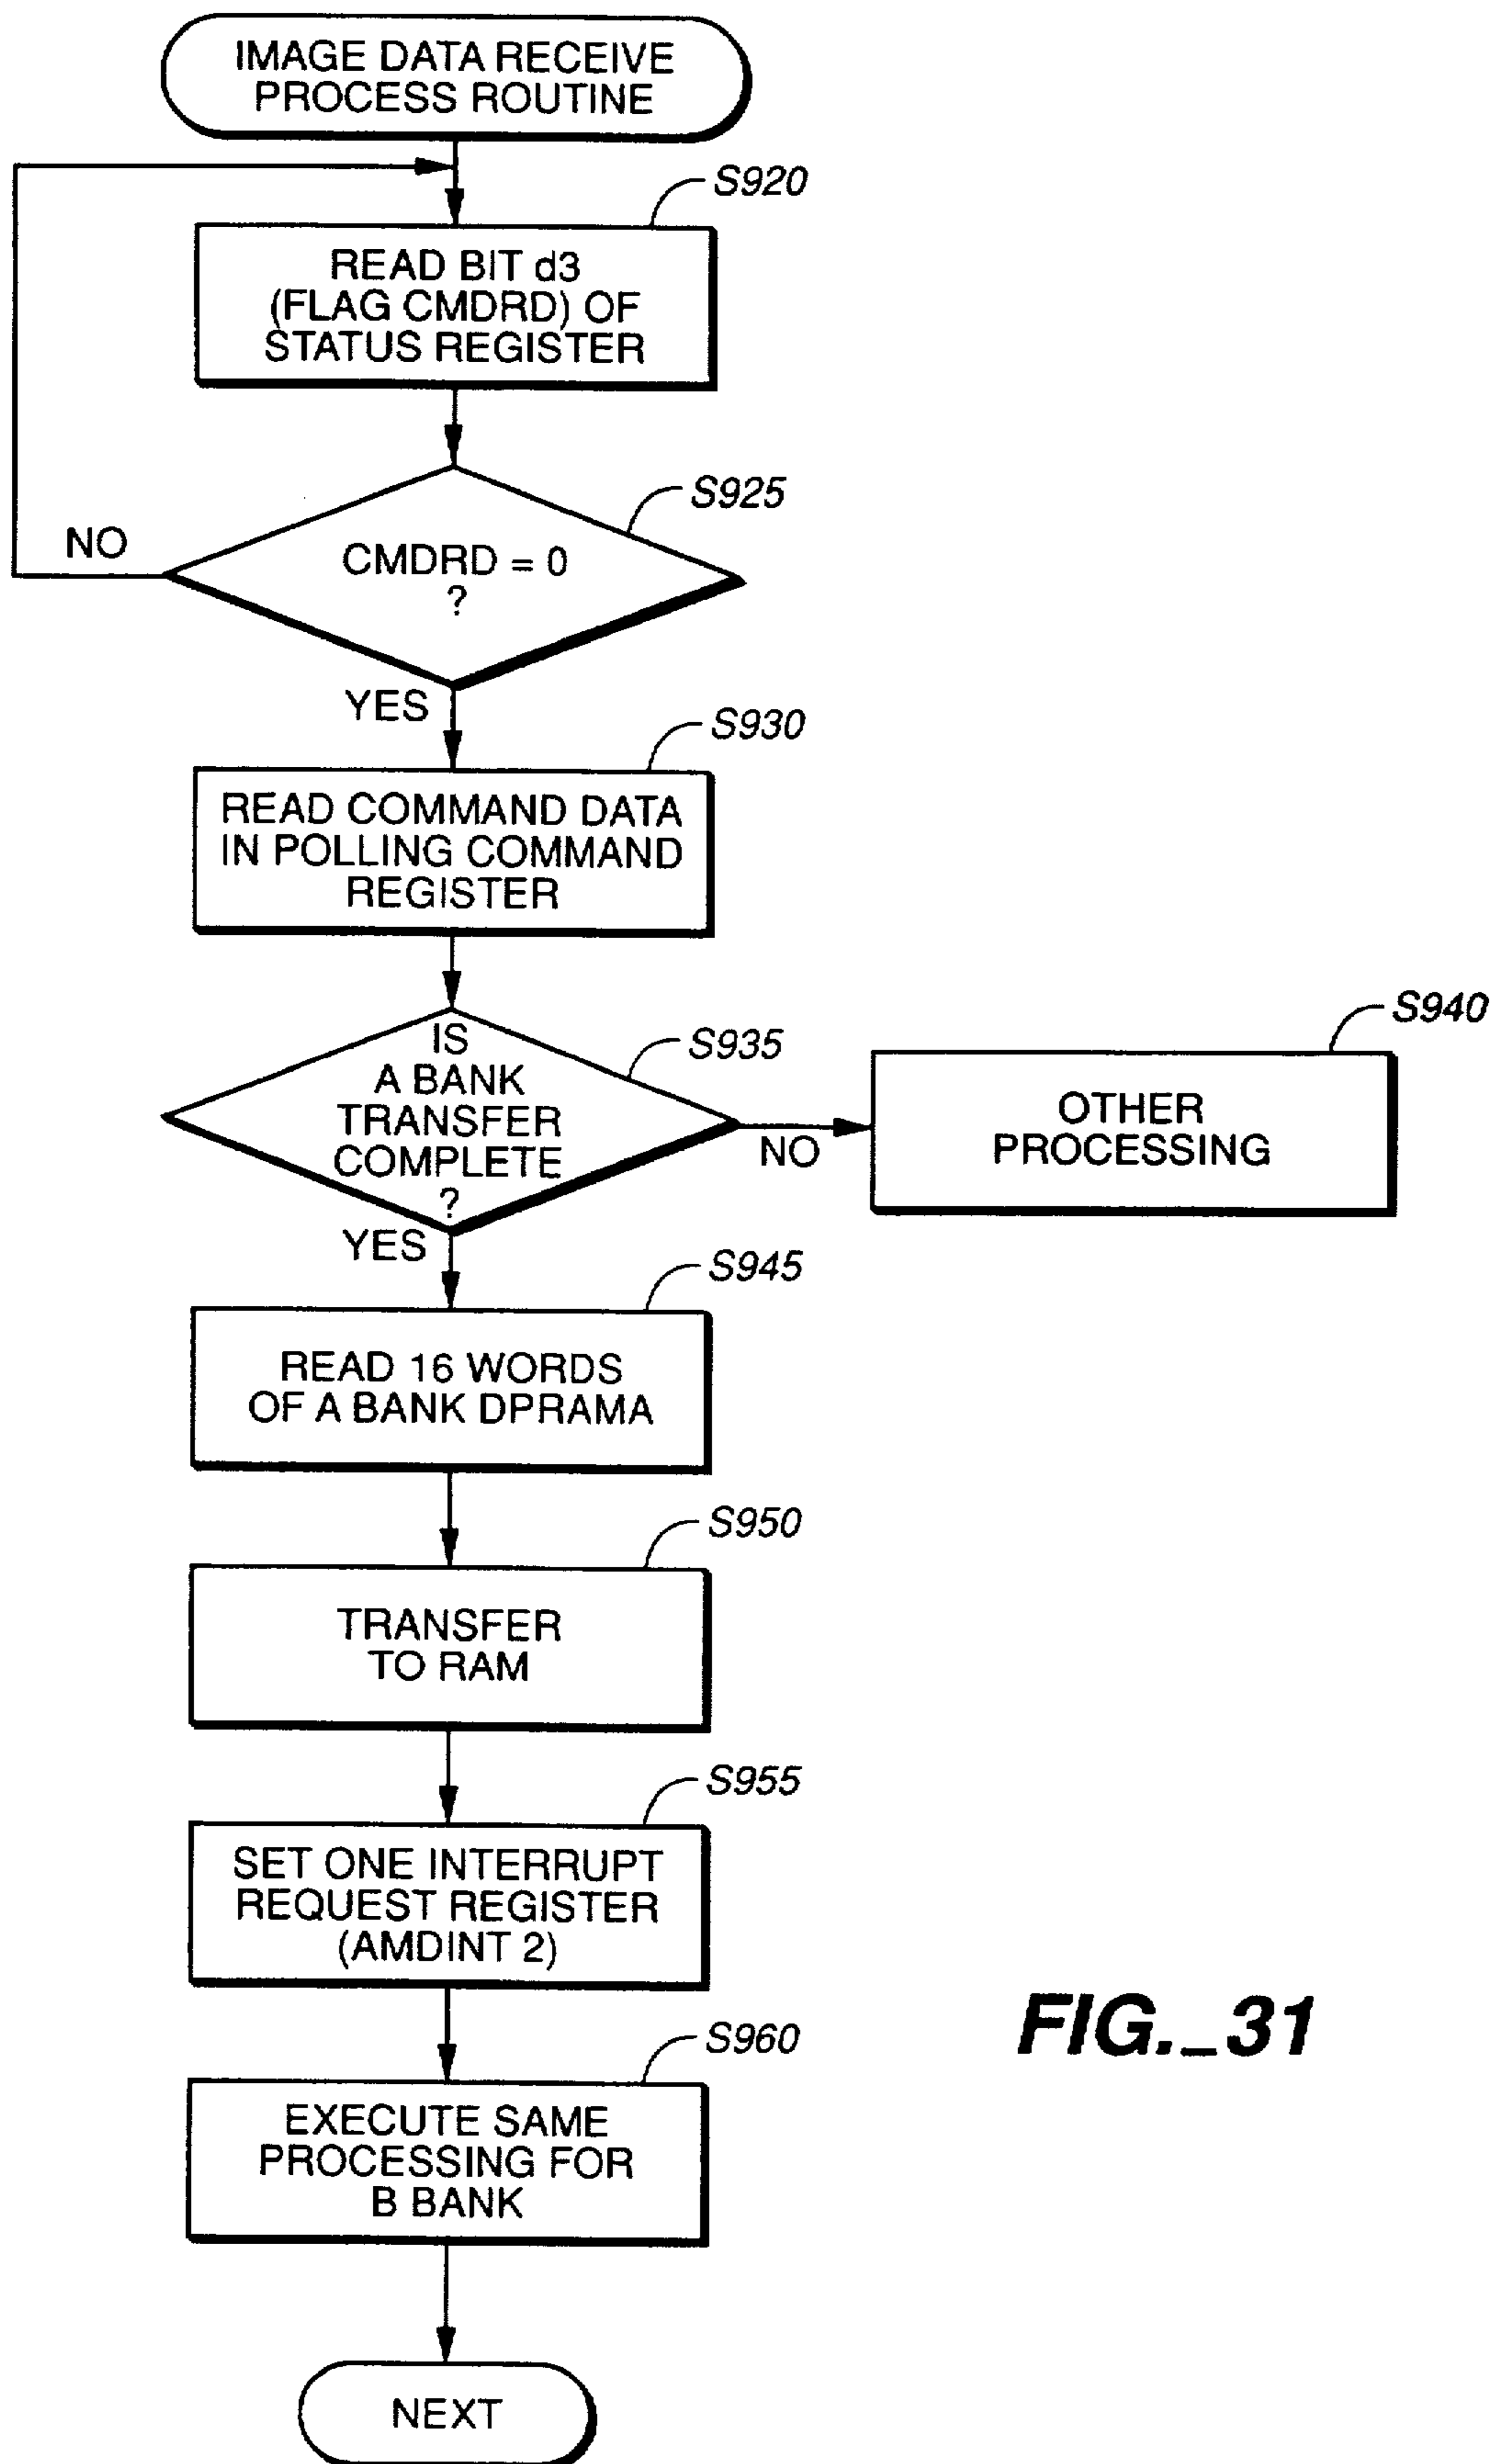 IMAGE DATA RECEIVE
PROCESS ROUTINE
S920
READ BIT d3
(FLAG CMDRD) OF
STATUS REGISTER
S925
NO
CMDRD = 0
?
YES
S930
READ COMMAND DATA
IN POLLING COMMAND
REGISTER
S935
IS
A BANK
TRANSFER
COMPLETE
?
NO
S940
OTHER
PROCESSING
YES
S945
READ 16 WORDS
OF A BANK DPRAMA
S950
TRANSFER
TO RAM
S955
SET ONE INTERRUPT
REQUEST REGISTER
(AMDINT 2)
S960
EXECUTE SAME
PROCESSING FOR
B BANK
NEXT
FIG._31